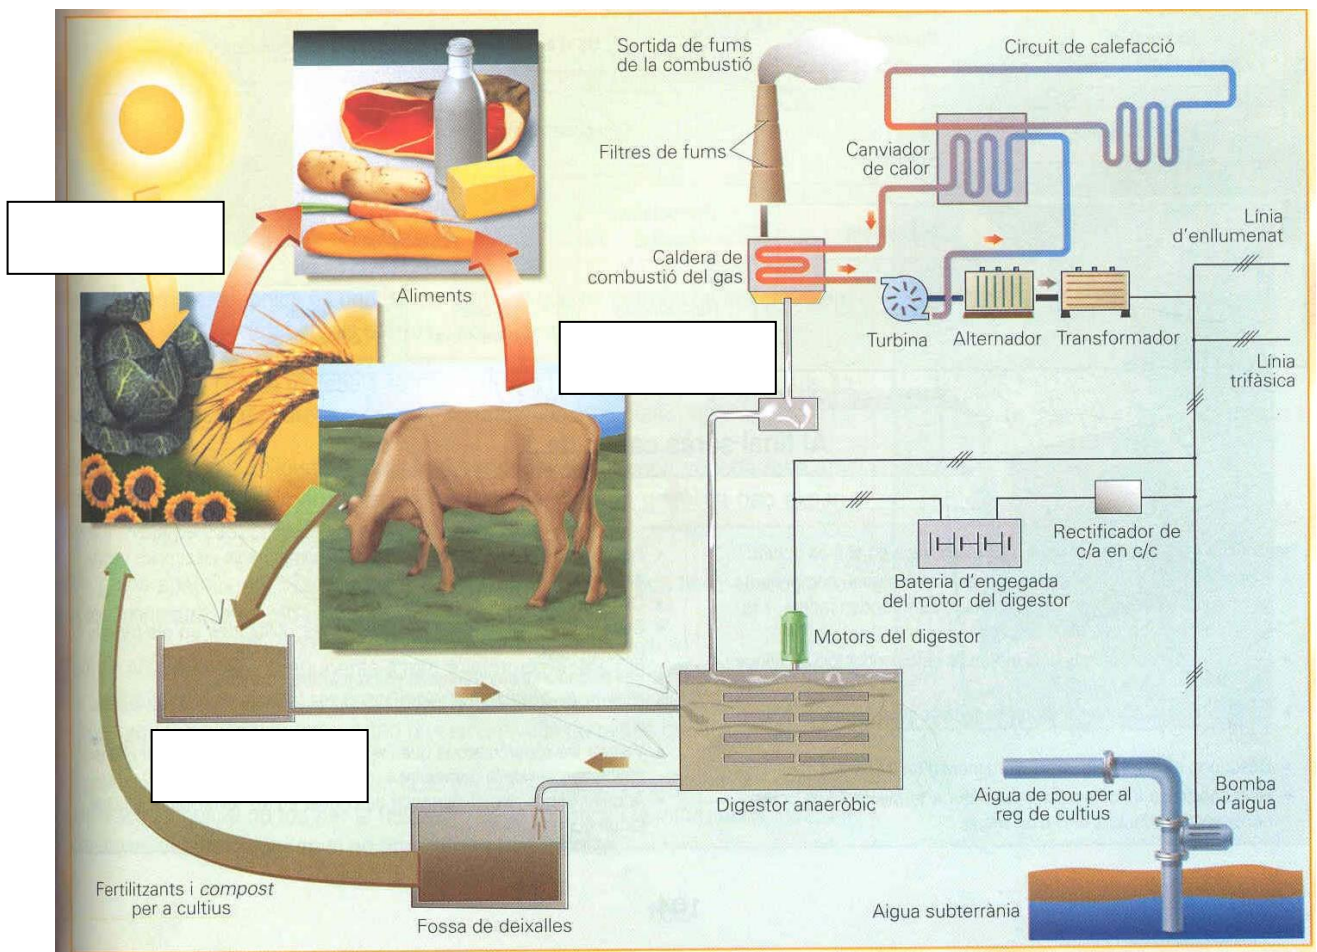 Sortida de fums
de la combustió
Circuit de calefacció
Filtres de fums
Canviador
de calor
Línia
d'enllumenat
Caldera de
combustió del gas
Aliments
Turbina
Alternador
Transformador
Línia
trifàsica
Rectificador de
c/a en c/c
Bateria d'engegada
del motor del digestor
Motors del digestor
Digestor anaeròbic
Aigua de pou per al
reg de cultius
Bomba
d'aigua
Fertilitzants i compost
per a cultius
Fossa de deixalles
Aigua subterrània